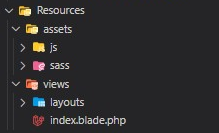 Resources
assets
js
sass
views
layouts
index.blade.php